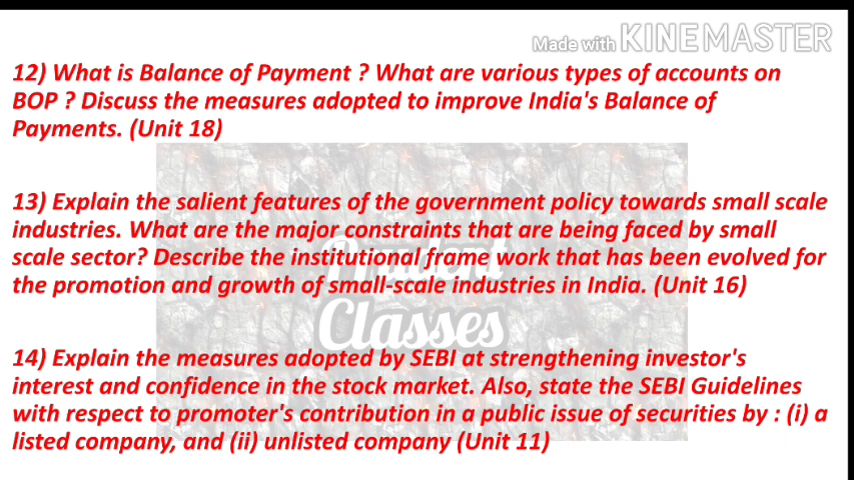 Made with KINEMASTER
12) What is Balance of Payment ? What are various types of accounts on
BOP ? Discuss the measures adopted to improve India's Balance of
Payments. (Unit 18)
13) Explain the salient features of the government policy towards small scale
industries. What are the major constraints that are being faced by small
scale sector? Describe the institutional frame work that has been evolved for
the promotion and growth of small-scale industries in India. (Unit 16)
Prudent
Classes
14) Explain the measures adopted by SEBI at strengthening investor's
interest and confidence in the stock market. Also, state the SEBI Guidelines
with respect to promoter's contribution in a public issue of securities by : (i) a
listed company, and (ii) unlisted company (Unit 11)